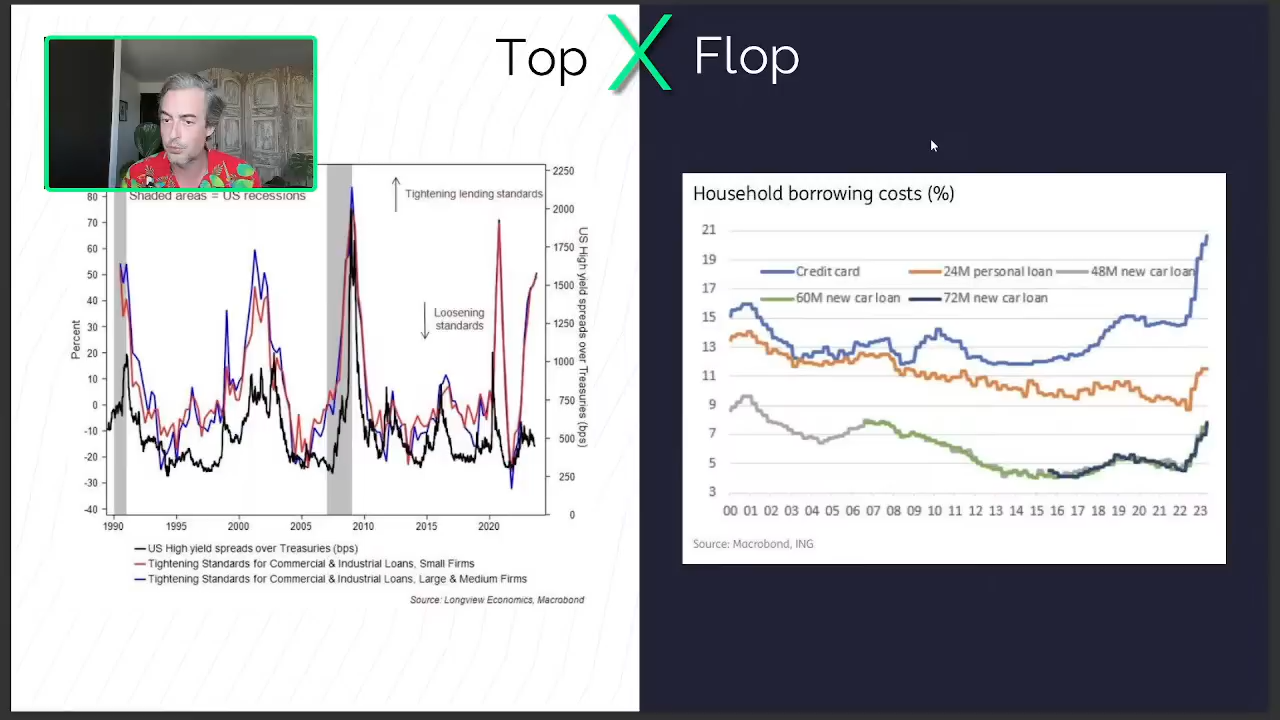 Top X Flop
Shaded areas = US recessions
Tightening lending standards
Loosening
standards
Percent
80
70
60
50
40
30
20
10
0
-10
-20
-30
-40
2250
2000
1750
1500
1250
1000
750
500
250
0
US High yield spreads over Treasuries (bps)
1990 1995 2000 2005 2010 2015 2020
US High yield spreads over Treasuries (bps)
Tightening Standards for Commercial & Industrial Loans, Small Firms
Tightening Standards for Commercial & Industrial Loans, Large & Medium Firms
Source: Longview Economics, Macrobond
Household borrowing costs (%)
21
19
17
15
13
11
9
7
5
3
Credit card 24M personal loan 48M new car loan
60M new car loan 72M new car loan
00 01 02 03 04 05 06 07 08 09 10 11 12 13 14 15 16 17 18 19 20 21 22 23
Source: Macrobond, ING